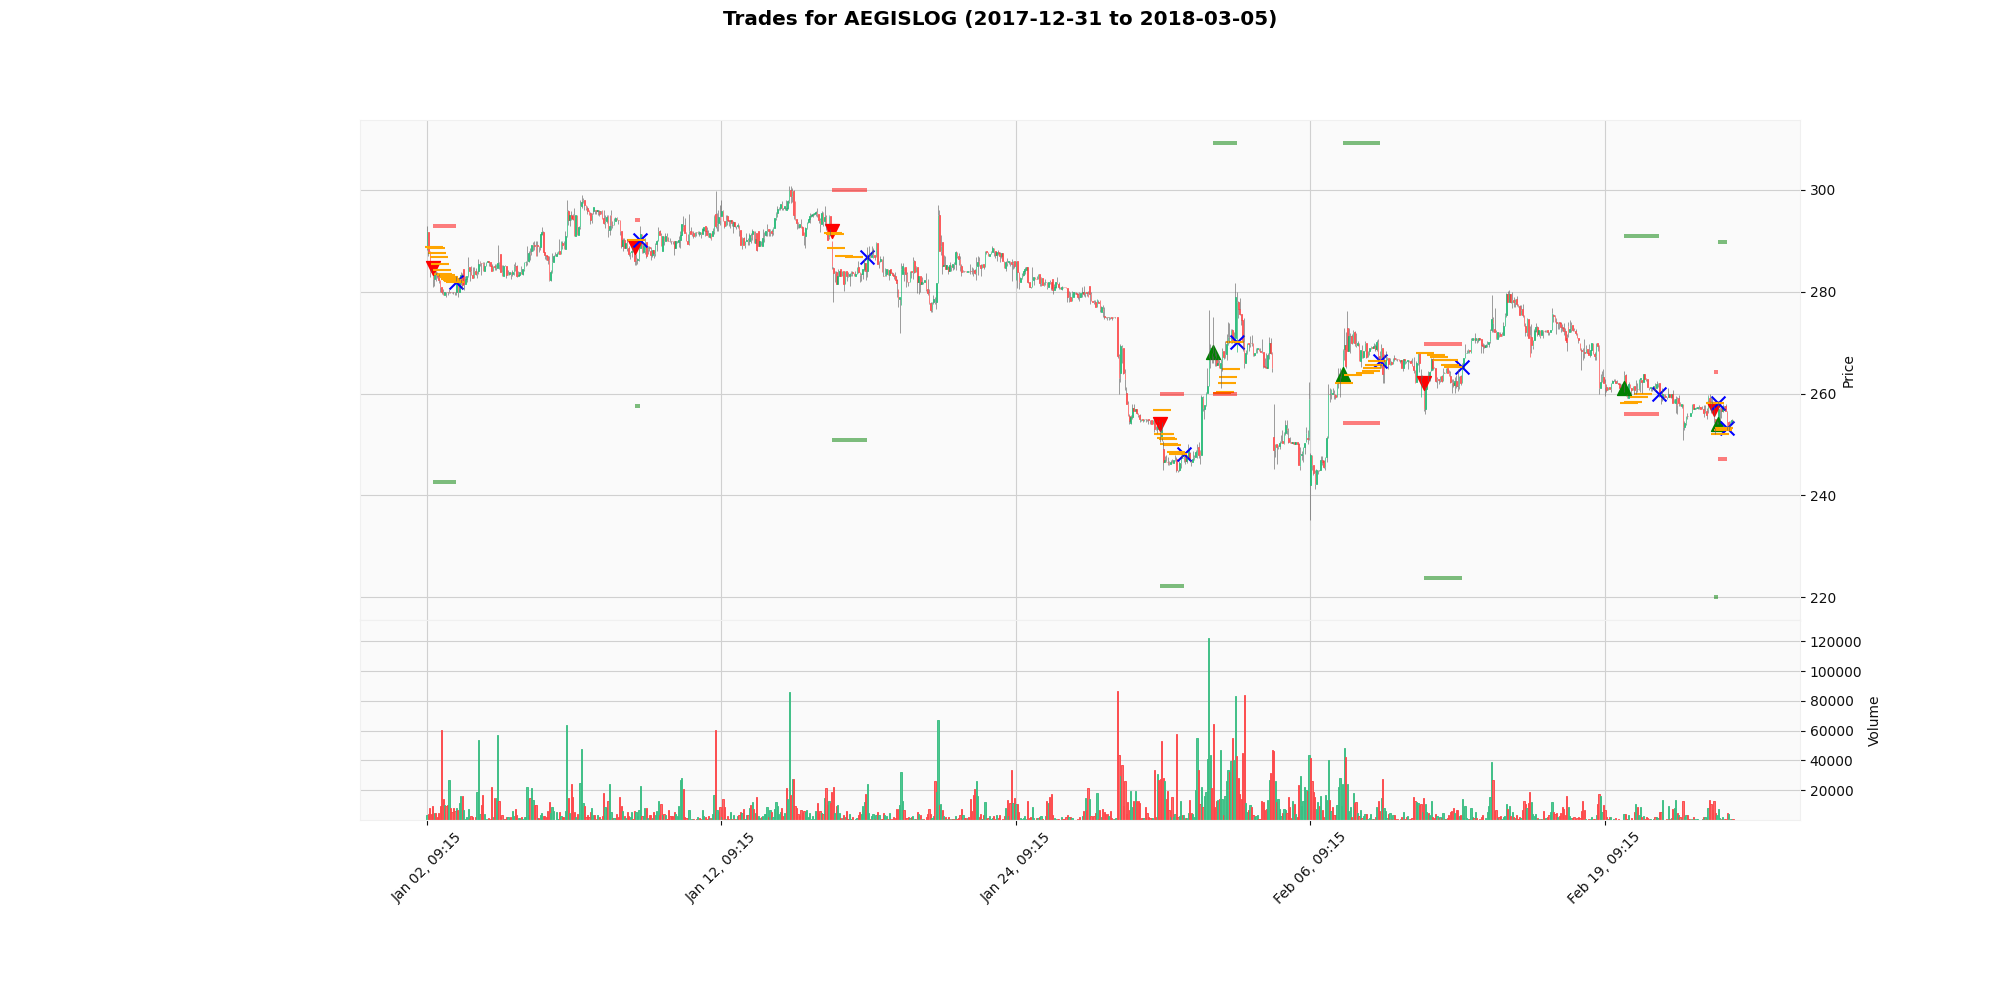 Trades for AEGISLOG (2017-12-31 to 2018-03-05)
300
280
260
240
220
Price
120000
100000
80000
60000
40000
20000
Volume
Jan 02, 09:15
Jan 12, 09:15
Jan 24, 09:15
Feb 06, 09:15
Feb 19, 09:15